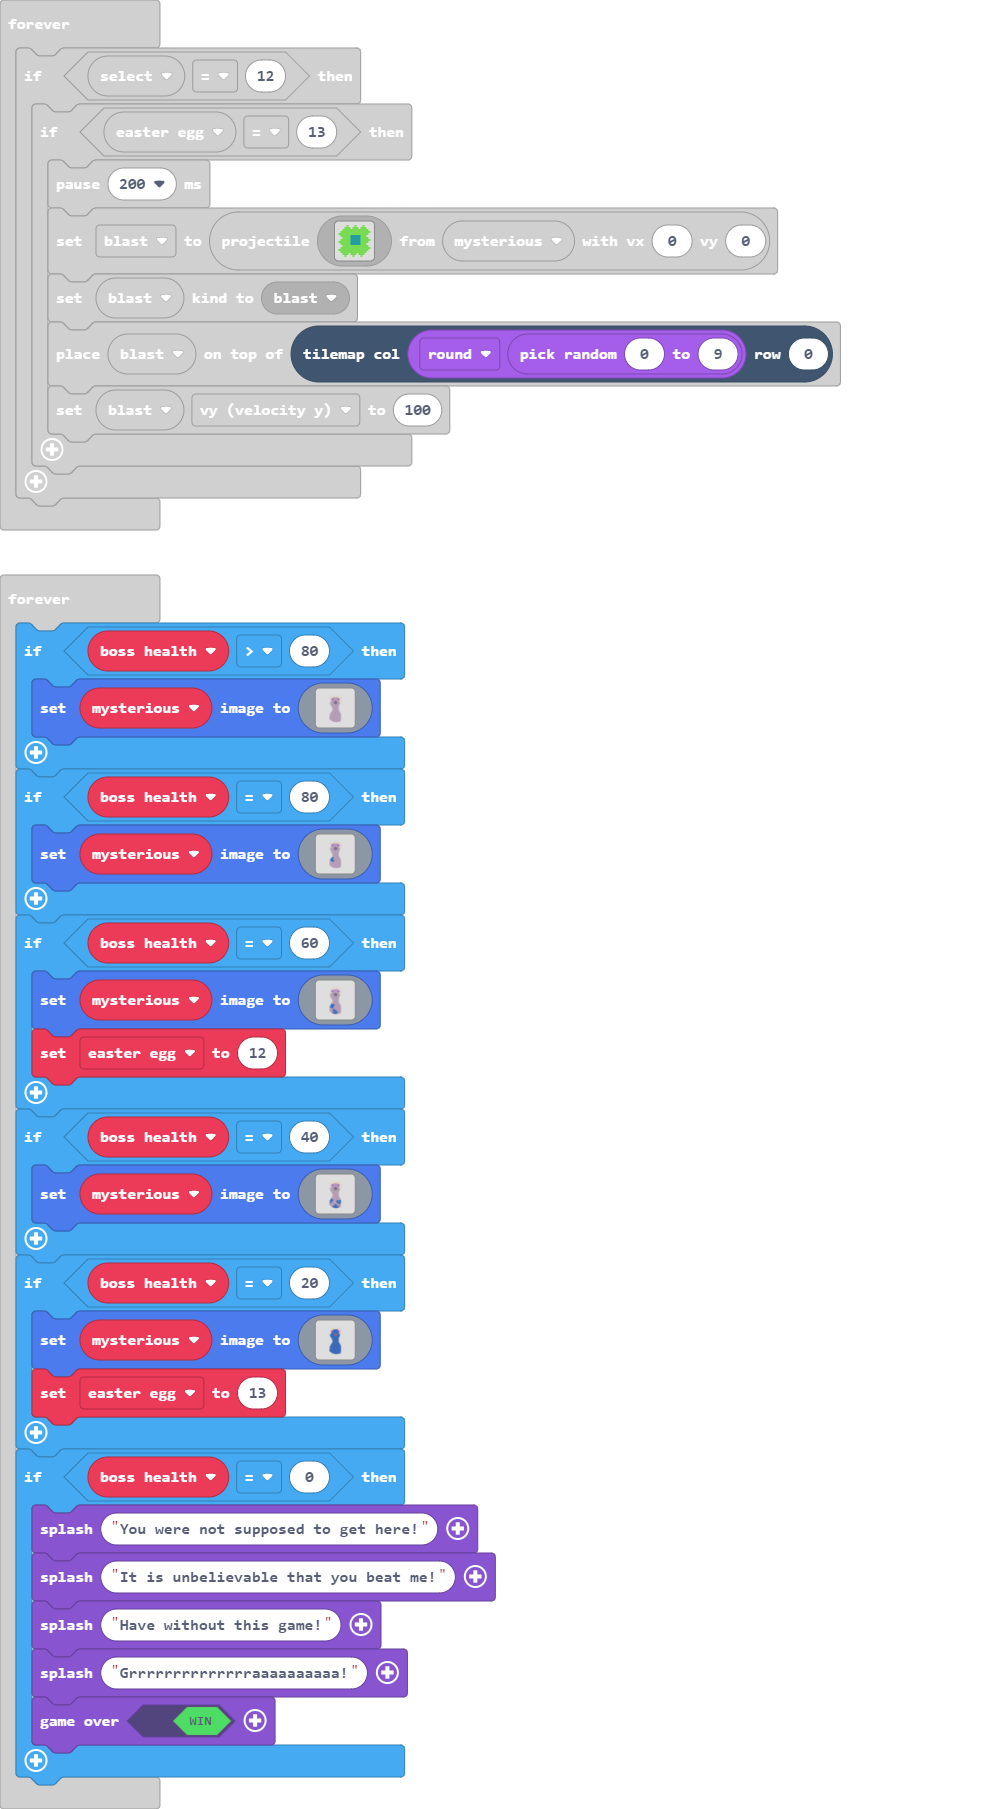 forever
if select = 12 then
if easter egg = 13 then
pause 200 ms
set blast to projectile from mysterious with vx 0 vy 0
set blast kind to blast
place blast on top of tilemap col round pick random 0 to 9 row 0
set blast vy (velocity y) to 100
forever
if boss health > 80 then
set mysterious image to
if boss health = 80 then
set mysterious image to
if boss health = 60 then
set mysterious image to
set easter egg to 12
if boss health = 40 then
set mysterious image to
if boss health = 20 then
set mysterious image to
set easter egg to 13
if boss health = 0 then
splash "You were not supposed to get here!"
splash "It is unbelievable that you beat me!"
splash "Have without this game!"
splash "Grrrrrrrrrrrrrraaaaaaaaaa!"
game over WIN